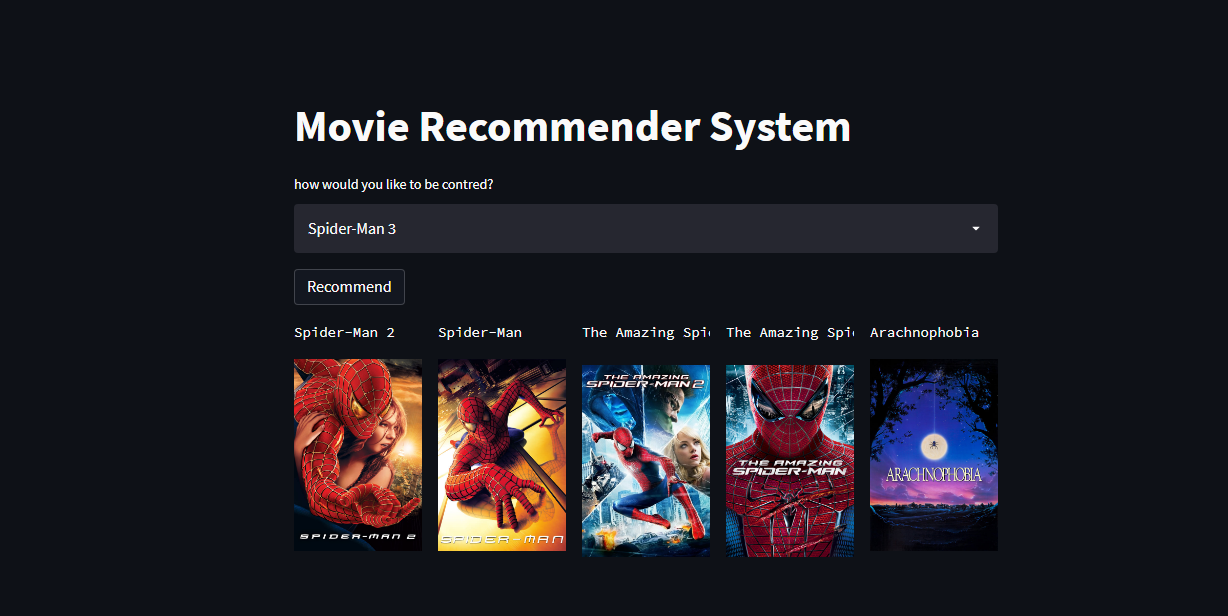 Movie Recommender System
how would you like to be contred?
Spider-Man 3
Recommend
Spider-Man 2
Spider-Man
The Amazing Spi
The Amazing Spi
Arachnophobia
SPIDER-MAN 2
SPIDER-MAN
THE AMAZING
SPIDER-MAN 2
THE AMAZING
SPIDER-MAN
ARACHNOPHOBIA